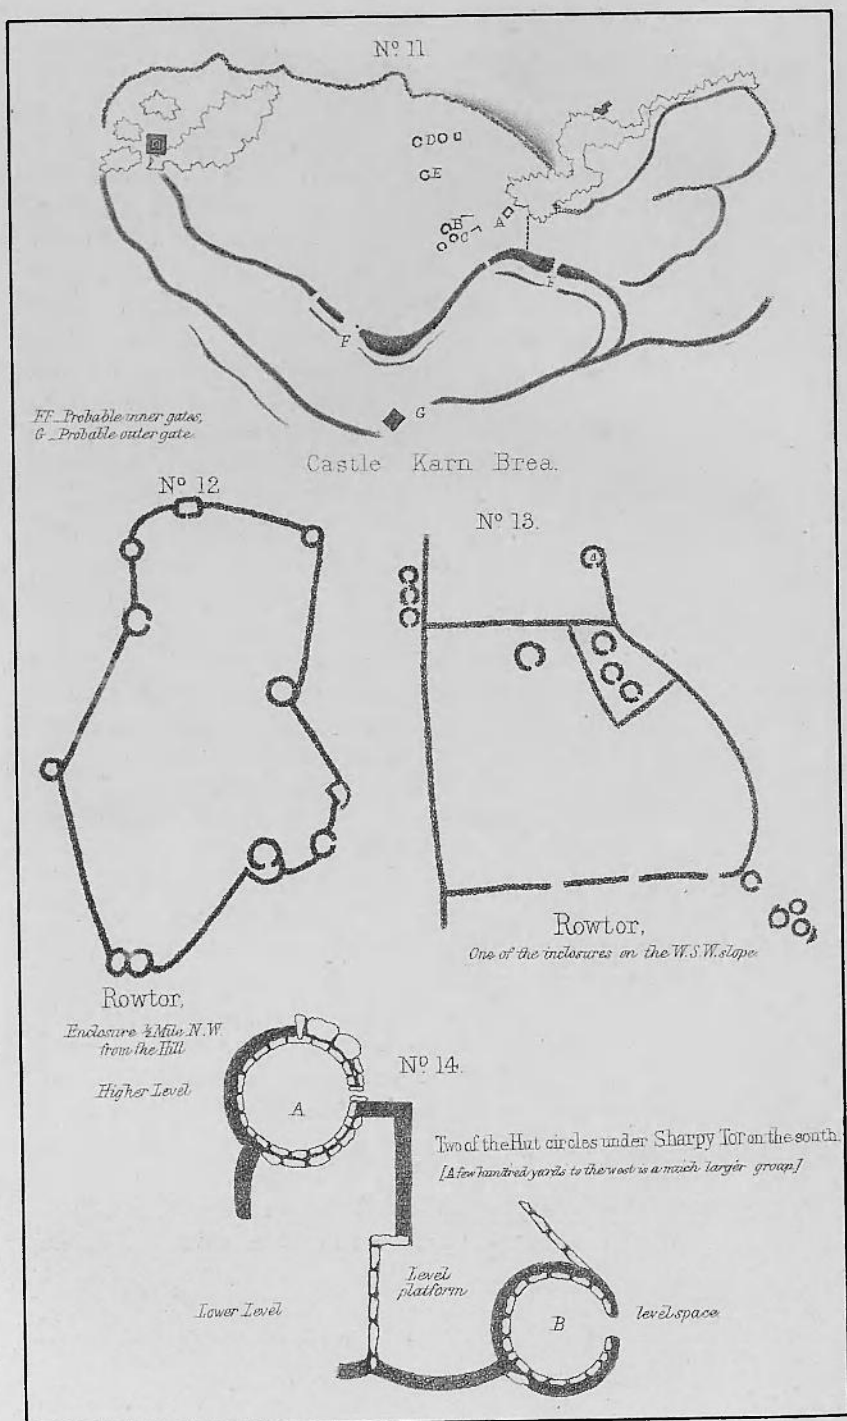 Nº 11
C D O
C E
B
C
A
F
F
G
FF_Probable inner gates,
G_Probable outer gate.
Castle Karn Brea.
Nº 12
Nº 13.
Rowtor,
One of the inclosures on the W.S.W. slope.
Rowtor,
Enclosure ½ Mile N.W.
from the Hill
Nº 14.
Higher Level
A
Two of the Hut circles under Sharpy Tor on the south.
[A few hundred yards to the west is a much larger group]
Level
platform
Lower Level
B
level space